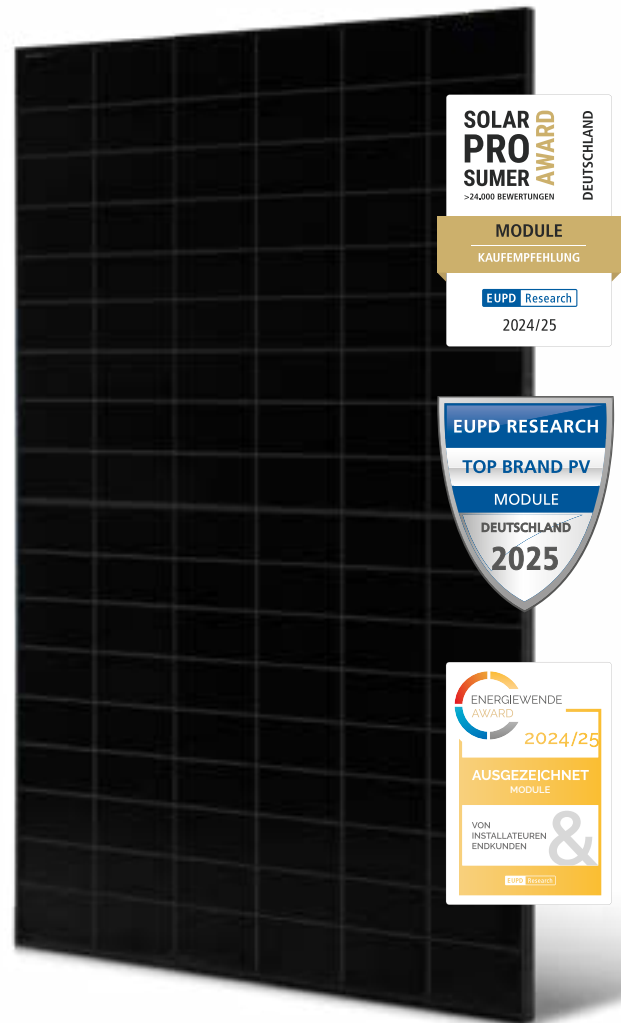 SOLAR
PRO
SUMER
AWARD
DEUTSCHLAND
>24.000 BEWERTUNGEN
MODULE
KAUFEMPFEHLUNG
EUPD Research
2024/25
EUPD RESEARCH
TOP BRAND PV
MODULE
DEUTSCHLAND
2025
ENERGIEWENDE
AWARD
2024/25
AUSGEZEICHNET
MODULE
VON
INSTALLATEUREN
&
ENDKUNDEN
EUPD Research